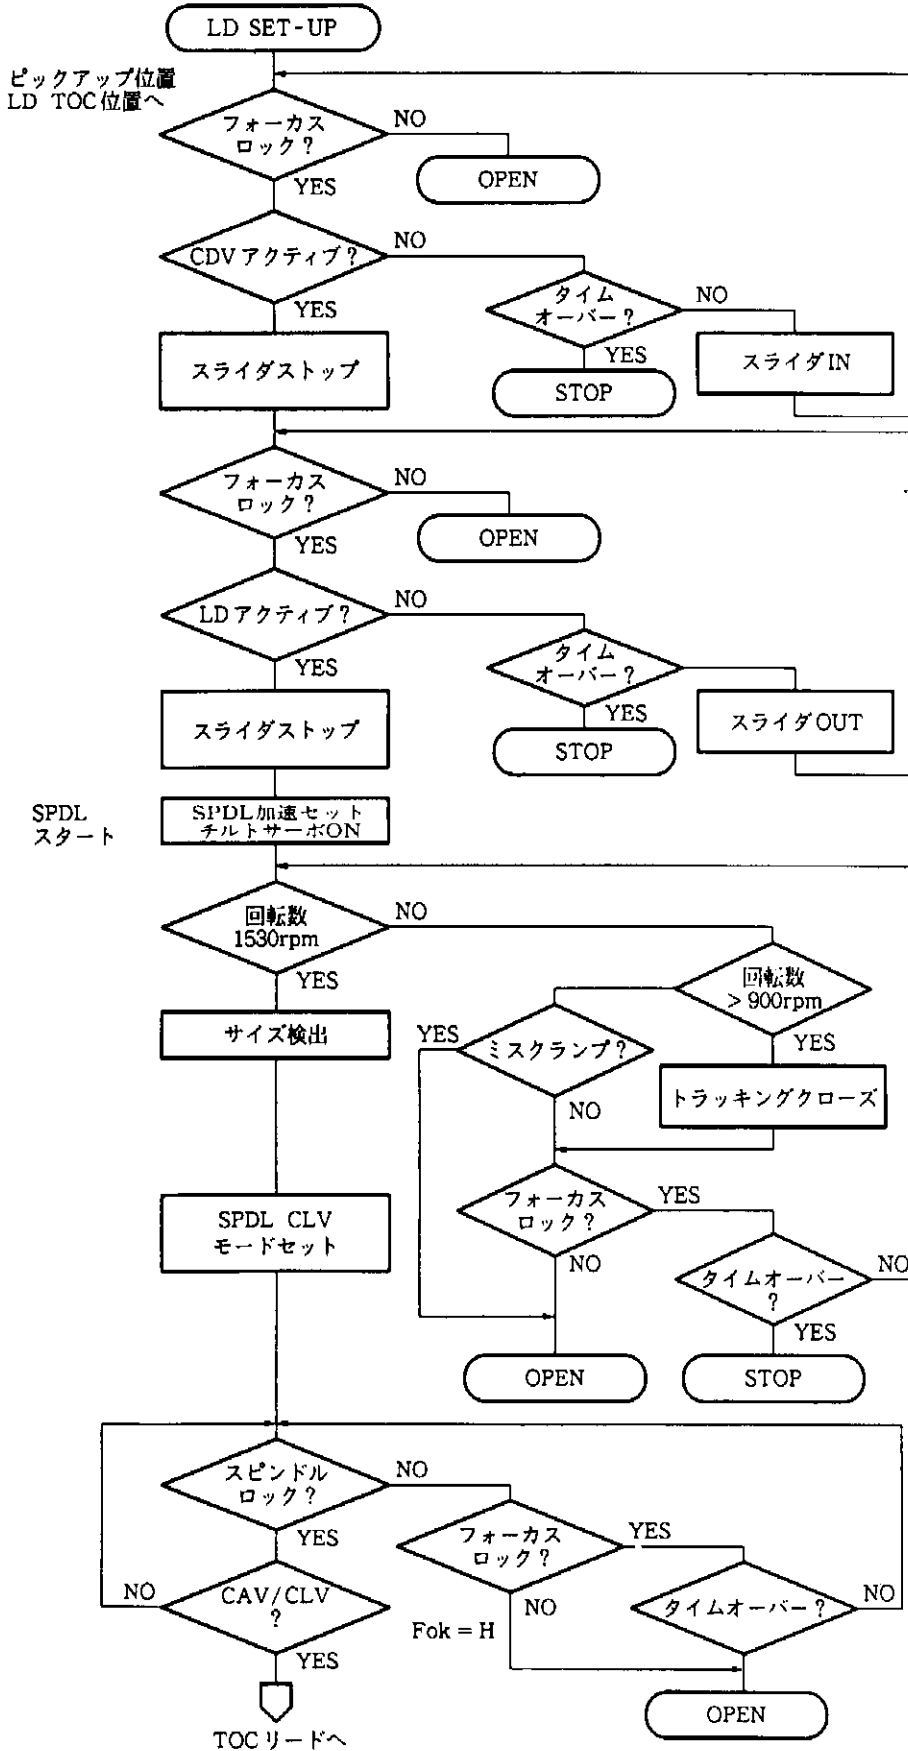 LD SET-UP
ピックアップ位置
LD TOC位置へ
フォーカス
ロック?
NO
OPEN
YES
CDVアクティブ?
NO
タイム
オーバー?
NO
YES
YES
スライダストップ
STOP
スライダIN
フォーカス
ロック?
NO
OPEN
YES
LDアクティブ?
NO
タイム
オーバー?
YES
YES
スライダストップ
STOP
スライダOUT
SPDL
スタート
SPDL加速セット
チルトサーボON
回転数
1530rpm
NO
YES
回転数
>900rpm
サイズ検出
YES
ミスクランプ?
YES
NO
トラッキングクローズ
フォーカス
ロック?
YES
NO
SPDL CLV
モードセット
タイムオーバー
?
NO
YES
OPEN
STOP
スピンドル
ロック?
NO
YES
フォーカス
ロック?
YES
NO
CAV/CLV
?
NO
YES
Fok=H
タイムオーバー?
NO
OPEN
TOCリードへ